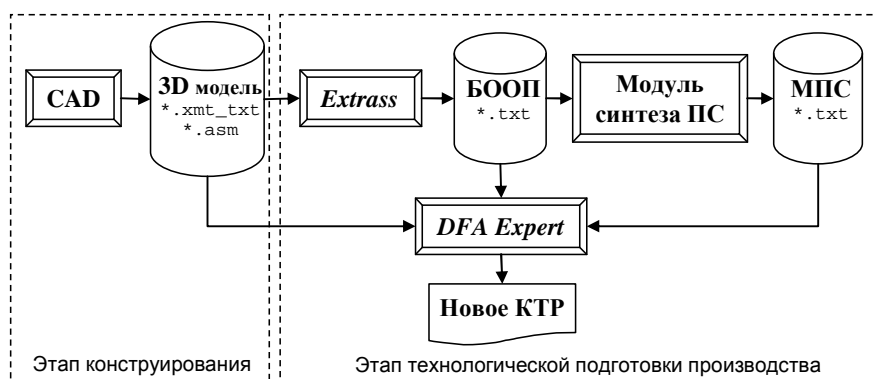 CAD
3D модель
*.xmt_txt
*.asm
Extrass
БООП
*.txt
Модуль
синтеза ПС
МПС
*.txt
DFA Expert
Новое КТР
Этап конструирования
Этап технологической подготовки производства